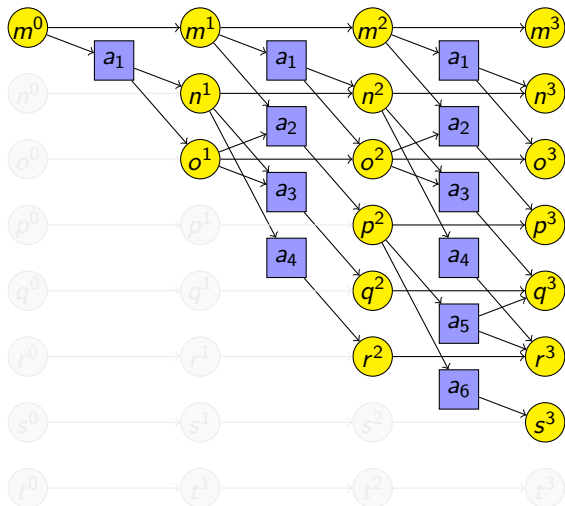 m⁰ m¹ m² m³
a₁ a₁ a₁
n⁰ n¹ n² n³
a₂ a₂
o⁰ o¹ o² o³
a₃ a₃
p⁰ p¹ p² p³
a₄ a₄
q⁰ q¹ q² q³
a₅
r⁰ r¹ r² r³
a₆
s⁰ s¹ s² s³
t⁰ t¹ t² t³